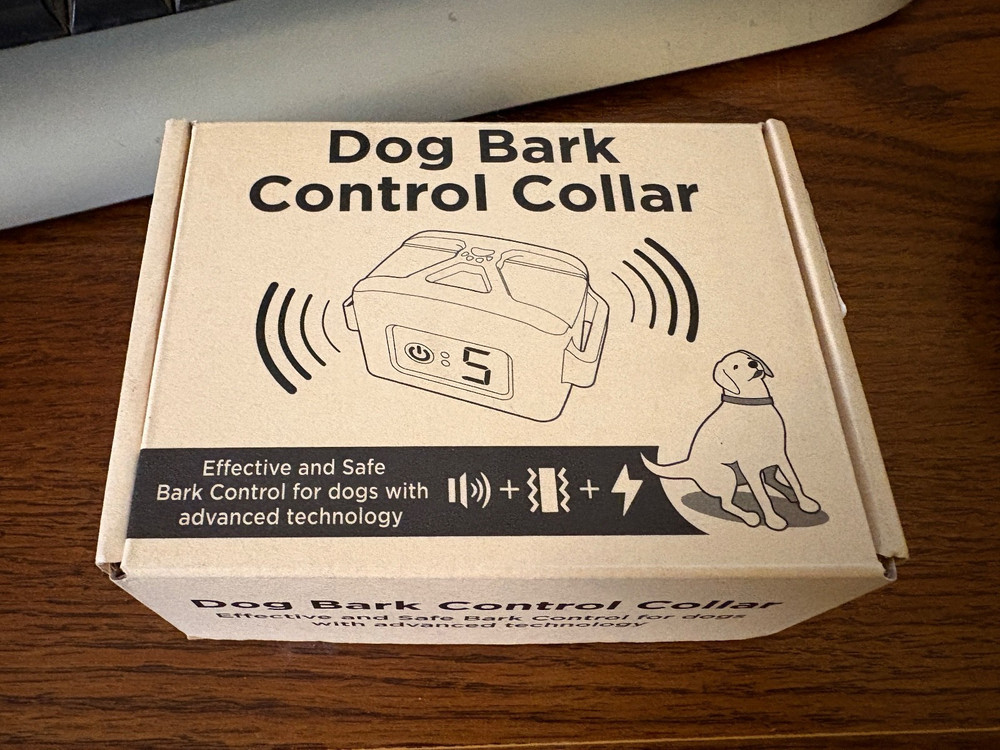 Dog Bark
Control Collar
5
Effective and Safe
Bark Control for dogs with
advanced technology
Dog Bark Control Collar
Effective and Safe Bark Control for dogs
with advanced technology